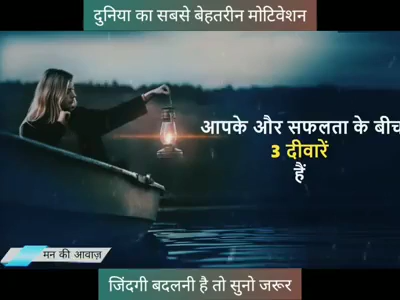 दुनिया का सबसे बेहतरीन मोटिवेशन
आपके और सफलता के बीच
3 दीवारें
हैं
मन की आवाज़
जिंदगी बदलनी है तो सुनो जरूर